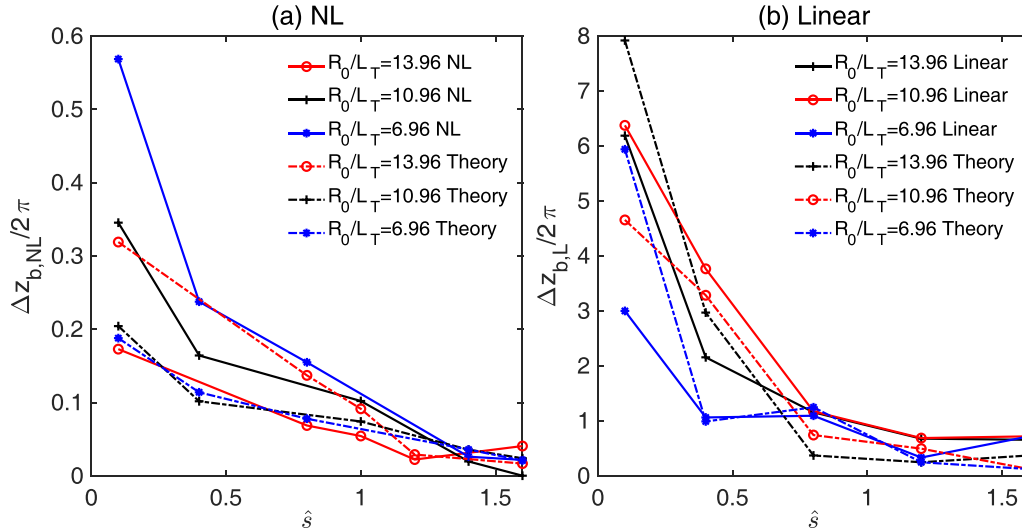 (a) NL
0.6
0.5
0.4
0.3
0.2
0.1
0
0
0.5
1
1.5
Δz_{b,NL}/2π
ŝ
R_0/L_T=13.96 NL
R_0/L_T=10.96 NL
R_0/L_T=6.96 NL
R_0/L_T=13.96 Theory
R_0/L_T=10.96 Theory
R_0/L_T=6.96 Theory
(b) Linear
8
7
6
5
4
3
2
1
0
0
0.5
1
1.5
Δz_{b,L}/2π
ŝ
R_0/L_T=13.96 Linear
R_0/L_T=10.96 Linear
R_0/L_T=6.96 Linear
R_0/L_T=13.96 Theory
R_0/L_T=10.96 Theory
R_0/L_T=6.96 Theory